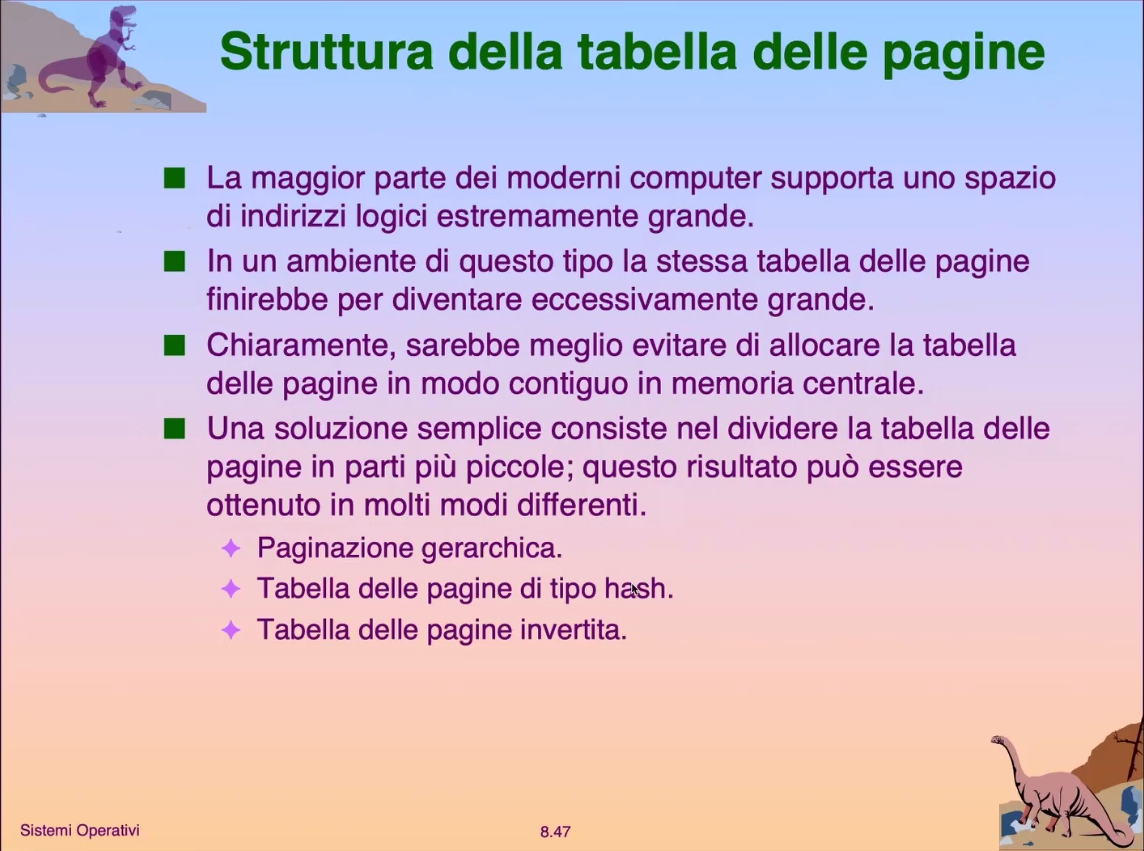 Struttura della tabella delle pagine
La maggior parte dei moderni computer supporta uno spazio
di indirizzi logici estremamente grande.
In un ambiente di questo tipo la stessa tabella delle pagine
finirebbe per diventare eccessivamente grande.
Chiaramente, sarebbe meglio evitare di allocare la tabella
delle pagine in modo contiguo in memoria centrale.
Una soluzione semplice consiste nel dividere la tabella delle
pagine in parti più piccole; questo risultato può essere
ottenuto in molti modi differenti.
Paginazione gerarchica.
Tabella delle pagine di tipo hash.
Tabella delle pagine invertita.
Sistemi Operativi
8.47